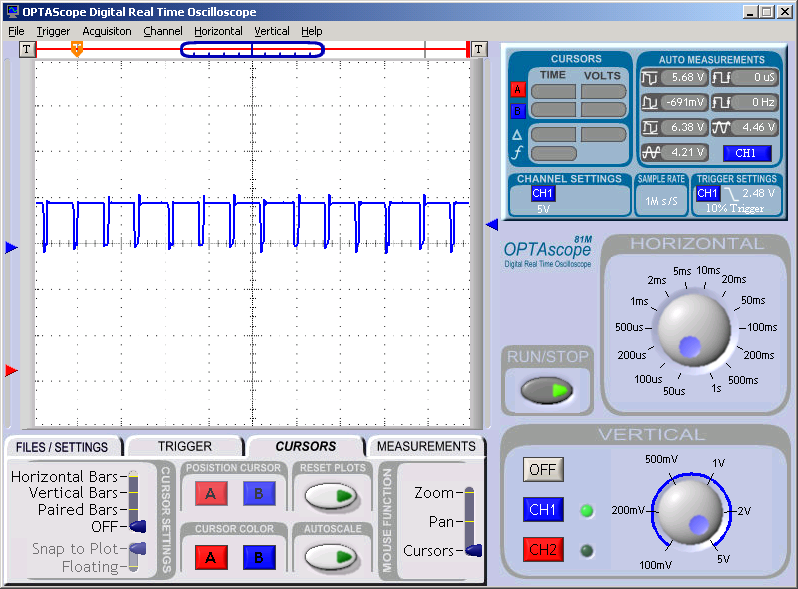 OPTAScope Digital Real Time Oscilloscope
File Trigger Acquisiton Channel Horizontal Vertical Help
T T T
CURSORS
TIME VOLTS
A
B
Δ
f
AUTO MEASUREMENTS
5.68 V 0 uS
-691mV 0 Hz
6.38 V 4.46 V
4.21 V CH1
CHANNEL SETTINGS
CH1
5V
SAMPLE RATE
1M s/S
TRIGGER SETTINGS
CH1 2.48 V
10% Trigger
81M
OPTAscope
Digital Real Time Oscilloscope
HORIZONTAL
5ms 10ms
2ms 20ms
1ms 50ms
500us 100ms
200us 200ms
100us 500ms
50us 1s
RUN/STOP
VERTICAL
OFF
CH1
CH2
500mV 1V
200mV 2V
100mV 5V
FILES / SETTINGS TRIGGER CURSORS MEASUREMENTS
Horizontal Bars
Vertical Bars
Paired Bars
OFF
Snap to Plot
Floating
CURSOR SETTINGS
POSISTION CURSOR
A B
CURSOR COLOR
A B
RESET PLOTS
AUTOSCALE
MOUSE FUNCTION
Zoom
Pan
Cursors